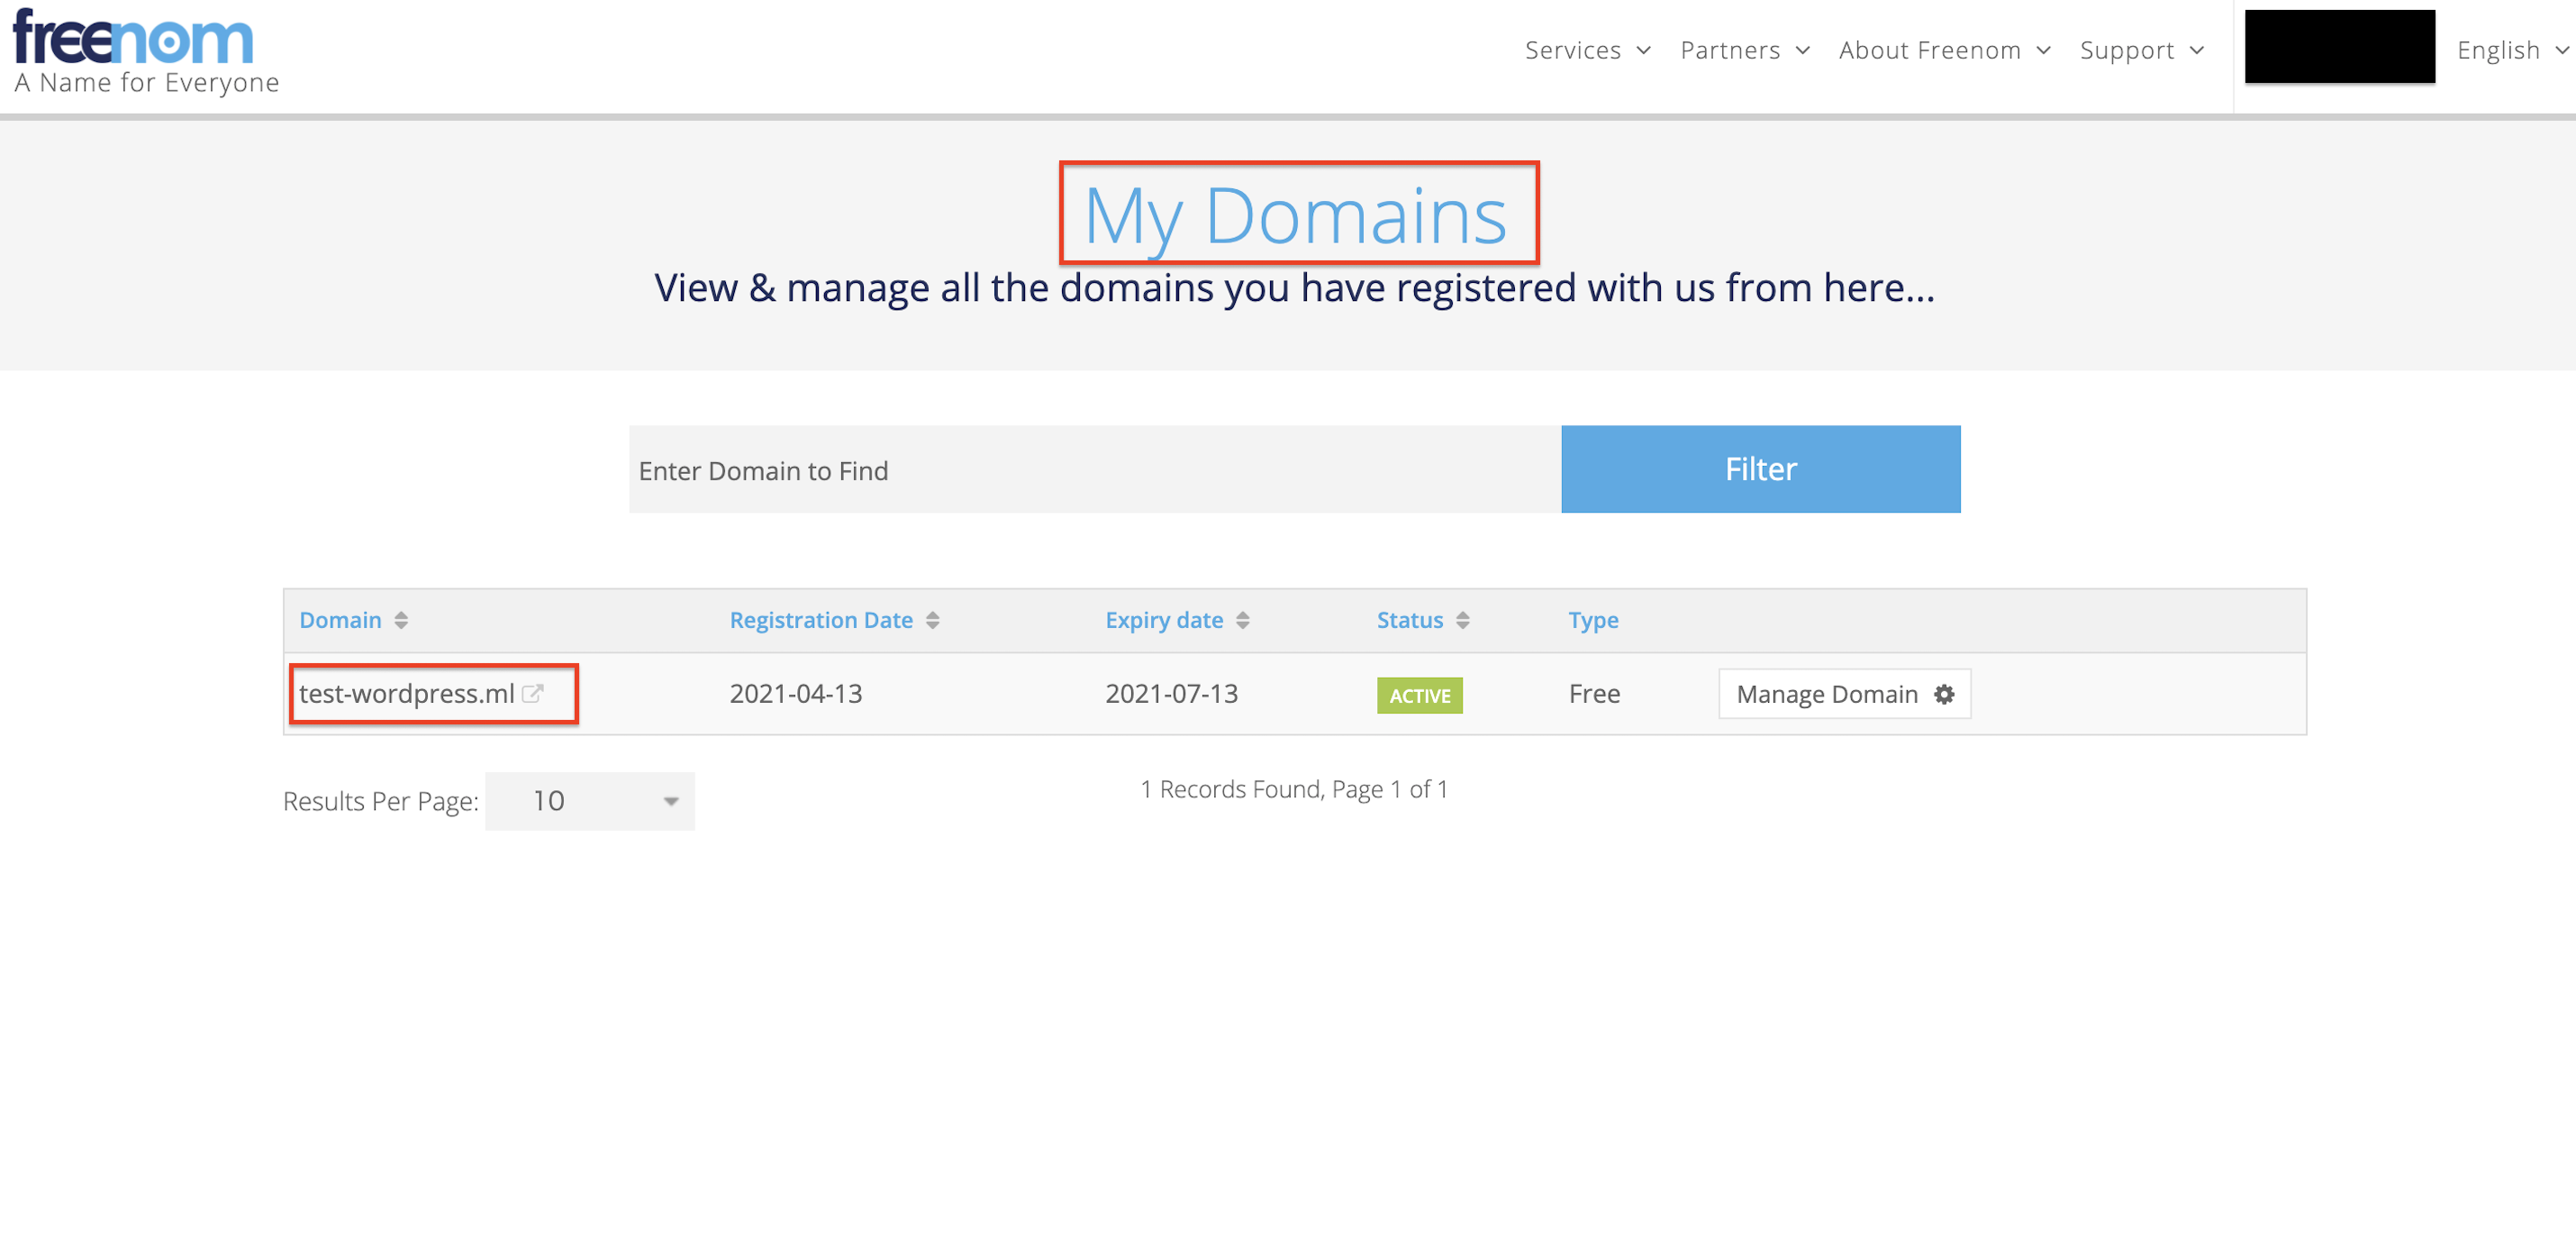 freenom
A Name for Everyone
Services Partners About Freenom Support English
My Domains
View & manage all the domains you have registered with us from here...
Enter Domain to Find Filter
Domain Registration Date Expiry date Status Type
test-wordpress.ml 2021-04-13 2021-07-13 ACTIVE Free Manage Domain
Results Per Page: 10 1 Records Found, Page 1 of 1